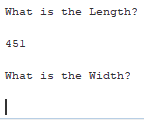 What is the Length?
451
What is the Width?